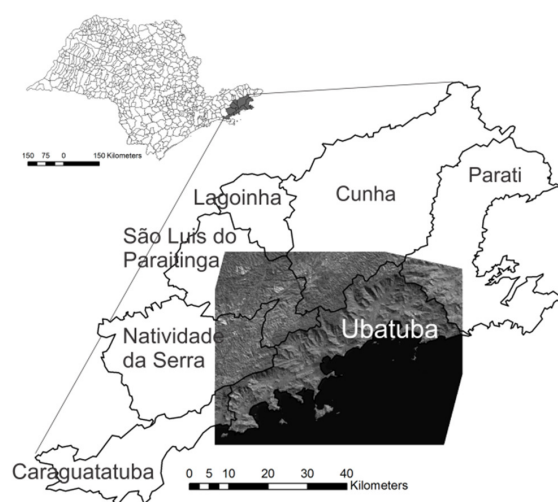 150 75 0 150 Kilometers
Cunha
Parati
Lagoinha
São Luis do
Paraitinga
Ubatuba
Natividade
da Serra
Caraguatatuba
0 5 10 20 30 40
Kilometers